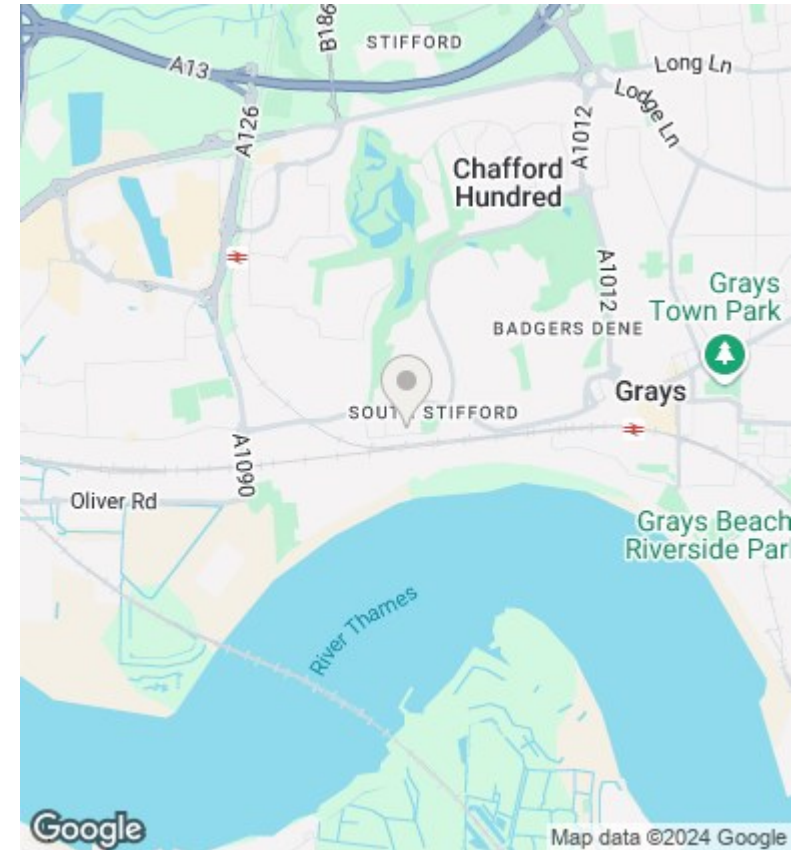 B186
STIFFORD
A13
Long Ln
A126
Lodge Ln
A1012
Chafford
Hundred
A1012
Grays
Town Park
BADGERS DENE
Grays
STIFFORD
A1090
Oliver Rd
Grays Beach
Riverside Par
River Thames
Google
Map data ©2024 Google